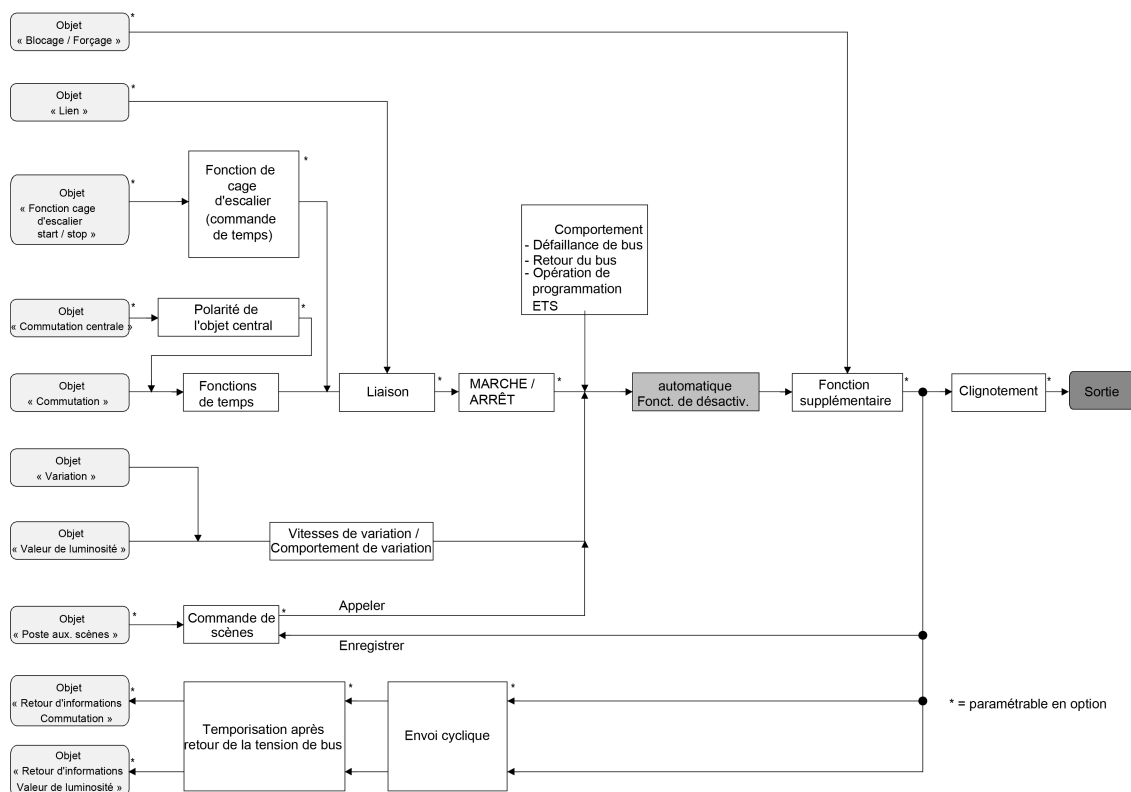 Objet
« Blocage / Forçage »
*
Objet
« Lien »
*
Objet
« Fonction cage
d'escalier
start / stop »
*
Fonction de
cage
d'escalier
(commande
de temps)
*
Comportement
- Défaillance de bus
- Retour du bus
- Opération de
programmation
ETS
Objet
« Commutation centrale »
*
Polarité de
l'objet central
*
Objet
« Commutation »
*
Fonctions
de temps
Liaison
*
MARCHE /
ARRÊT
*
automatique
Fonct. de désactiv.
Fonction
supplémentaire
*
Clignotement
*
Sortie
Objet
« Variation »
Objet
« Valeur de luminosité »
Vitesses de variation /
Comportement de variation
Objet
« Poste aux. scènes »
*
Commande de
scènes
*
Appeler
Enregistrer
Objet
« Retour d'informations
Commutation »
*
Temporisation après
retour de la tension de bus
*
Envoi cyclique
*
* = paramétrable en option
Objet
« Retour d'informations
Valeur de luminosité »
*